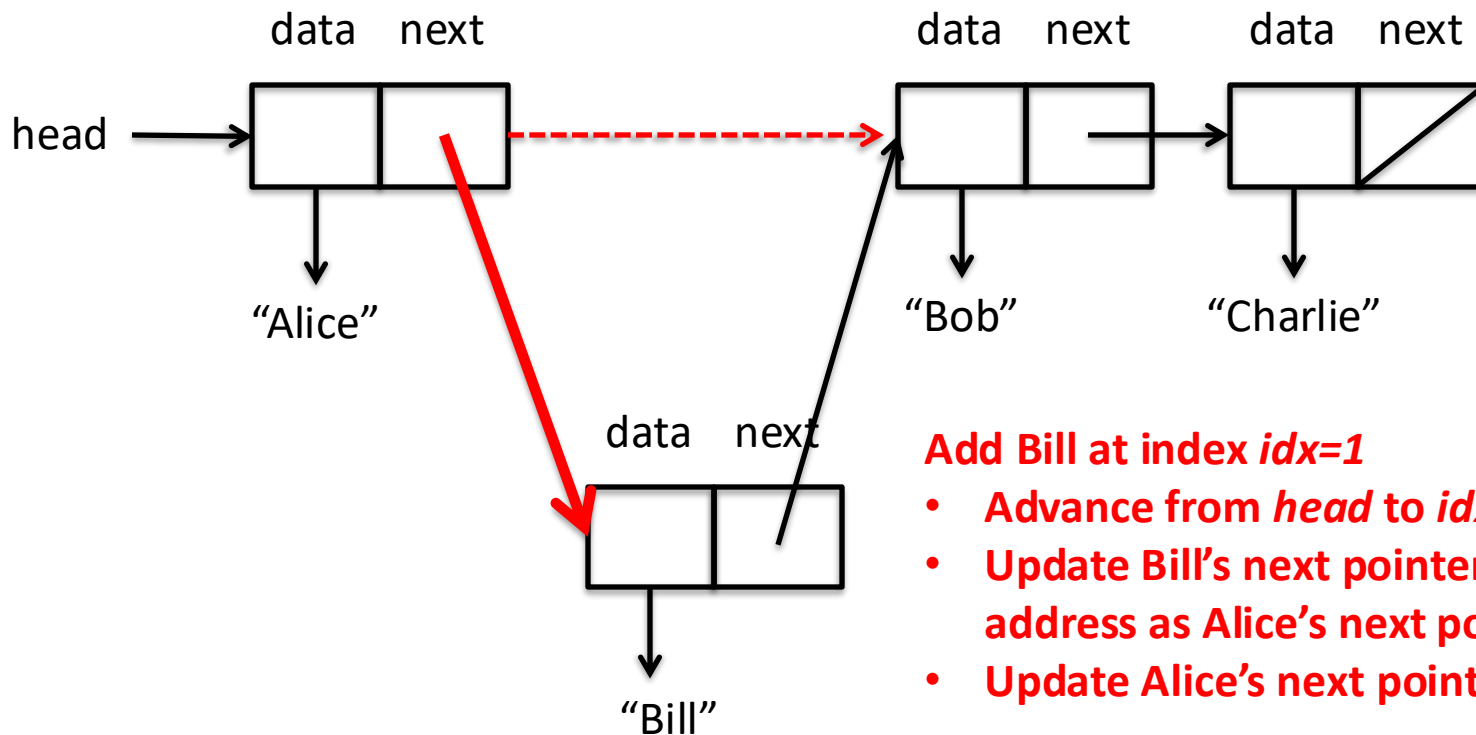 data next data next data next
head
“Alice” “Bob” “Charlie”
data next
Add Bill at index idx=1
• Advance from head to
• Update Bill’s next pointer
address as Alice’s next
• Update Alice’s next
“Bill”